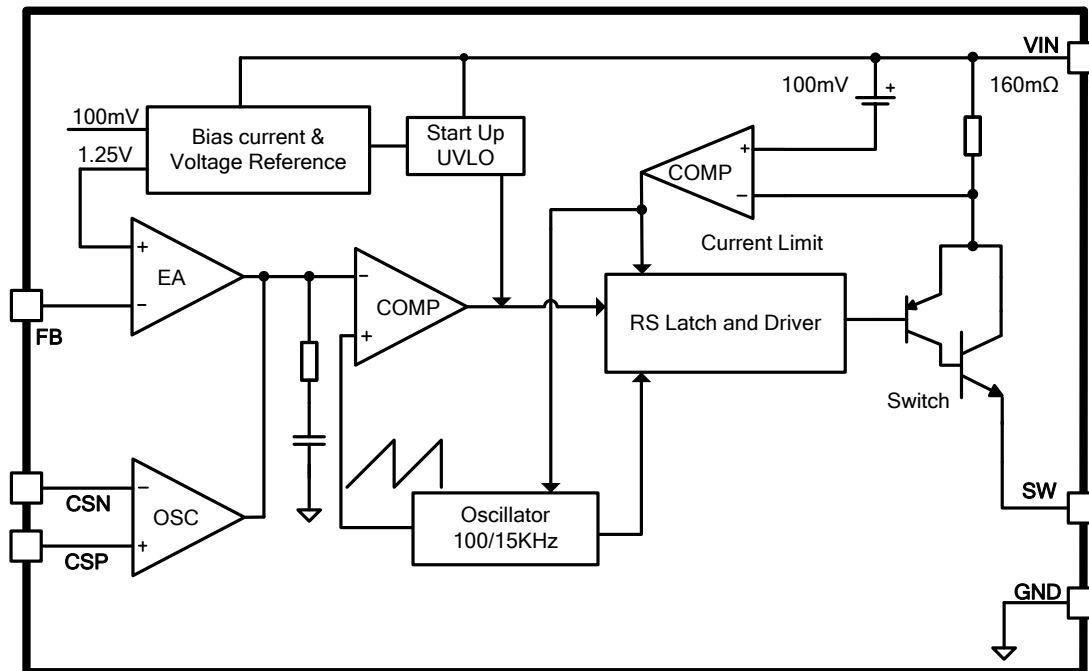 VIN
100mV
160mΩ
+
100mV
Bias current &
Voltage Reference
Start Up
UVLO
1.25V
COMP
+
−
Current Limit
+
EA
−
FB
−
COMP
+
RS Latch and Driver
Switch
CSN
−
OSC
CSP
+
Oscillator
100/15KHz
SW
GND